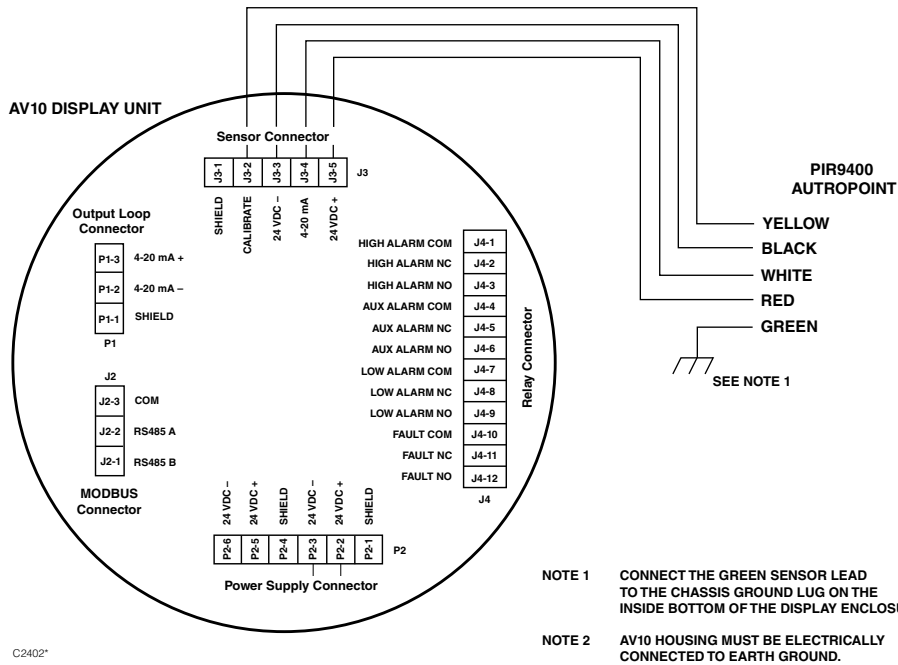 AV10 DISPLAY UNIT
Sensor Connector
J3-1
J3-2
J3-3
J3-4
J3-5
J3
SHIELD
CALIBRATE
24 VDC –
4-20 mA
24 VDC +
PIR9400
AUTROPOINT
YELLOW
BLACK
WHITE
RED
GREEN
SEE NOTE 1
Output Loop
Connector
P1-3 4-20 mA +
P1-2 4-20 mA –
P1-1 SHIELD
P1
J2
J2-3 COM
J2-2 RS485 A
J2-1 RS485 B
MODBUS
Connector
HIGH ALARM COM J4-1
HIGH ALARM NC J4-2
HIGH ALARM NO J4-3
AUX ALARM COM J4-4
AUX ALARM NC J4-5
AUX ALARM NO J4-6
LOW ALARM COM J4-7
LOW ALARM NC J4-8
LOW ALARM NO J4-9
FAULT COM J4-10
FAULT NC J4-11
FAULT NO J4-12
J4
Relay Connector
24 VDC –
24 VDC +
SHIELD
24 VDC –
24 VDC +
SHIELD
P2-6
P2-5
P2-4
P2-3
P2-2
P2-1
P2
Power Supply Connector
NOTE 1 CONNECT THE GREEN SENSOR LEAD
TO THE CHASSIS GROUND LUG ON THE
INSIDE BOTTOM OF THE DISPLAY
NOTE 2 AV10 HOUSING MUST BE ELECTRICALLY
CONNECTED TO EARTH GROUND.
C2402*